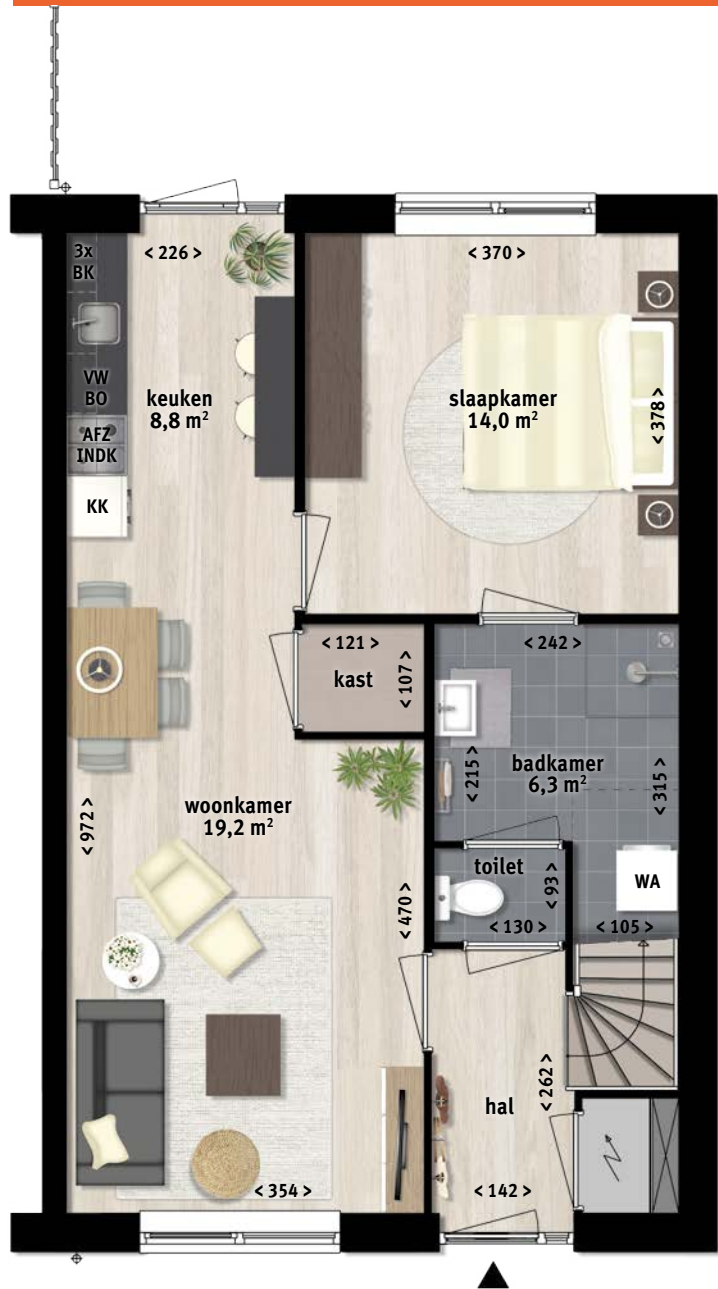 3x
BK
< 226 >
< 370 >
VW
BO
keuken
8,8 m²
slaapkamer
14,0 m²
< 378 >
AFZ
INDK
KK
< 121 >
kast
< 107 >
< 242 >
badkamer
6,3 m²
< 215 >
< 315 >
woonkamer
19,2 m²
< 972 >
toilet
< 93 >
< 130 >
WA
< 105 >
< 470 >
hal
< 262 >
< 354 >
< 142 >